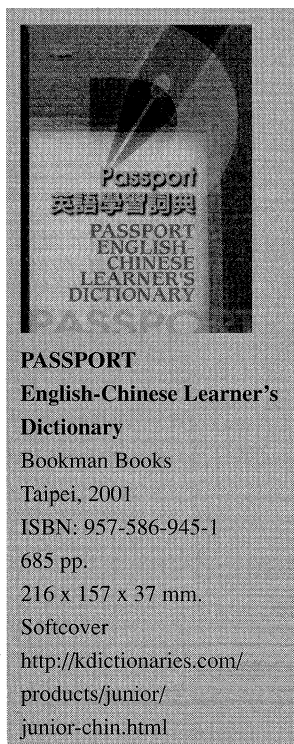 Passport
英語學習詞典
PASSPORT
ENGLISH-
CHINESE
LEARNER'S
DICTIONARY
PASSPORT
PASSPORT
English-Chinese Learner's
Dictionary
Bookman Books
Taipei, 2001
ISBN: 957-586-945-1
685 pp.
216 x 157 x 37 mm.
Softcover
http://kdictionaries.com/
products/junior/
junior-chin.html